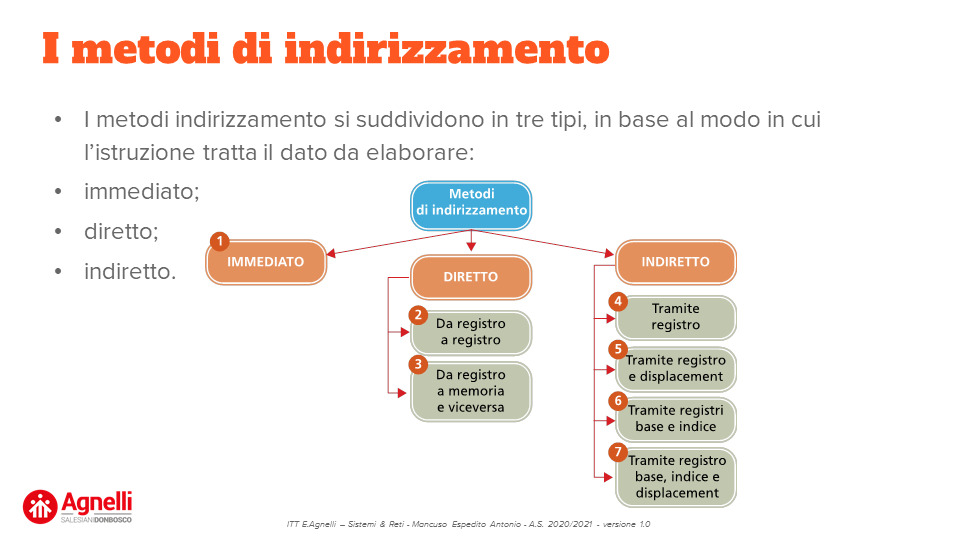 I metodi di indirizzamento
• I metodi indirizzamento si suddividono in tre tipi, in base al modo in cui
l’istruzione tratta il dato da elaborare:
• immediato;
• diretto;
• indiretto.
Metodi
di indirizzamento
1
IMMEDIATO
DIRETTO
2
Da registro
a registro
3
Da registro
a memoria
e viceversa
INDIRETTO
4
Tramite
registro
5
Tramite registro
e displacement
6
Tramite registri
base e indice
7
Tramite registro
base, indice e
displacement
Agnelli
SALESIANIDONBOSCO
ITT E.Agnelli – Sistemi & Reti - Mancuso Espedito Antonio - A.S. 2020/2021 - versione 1.0